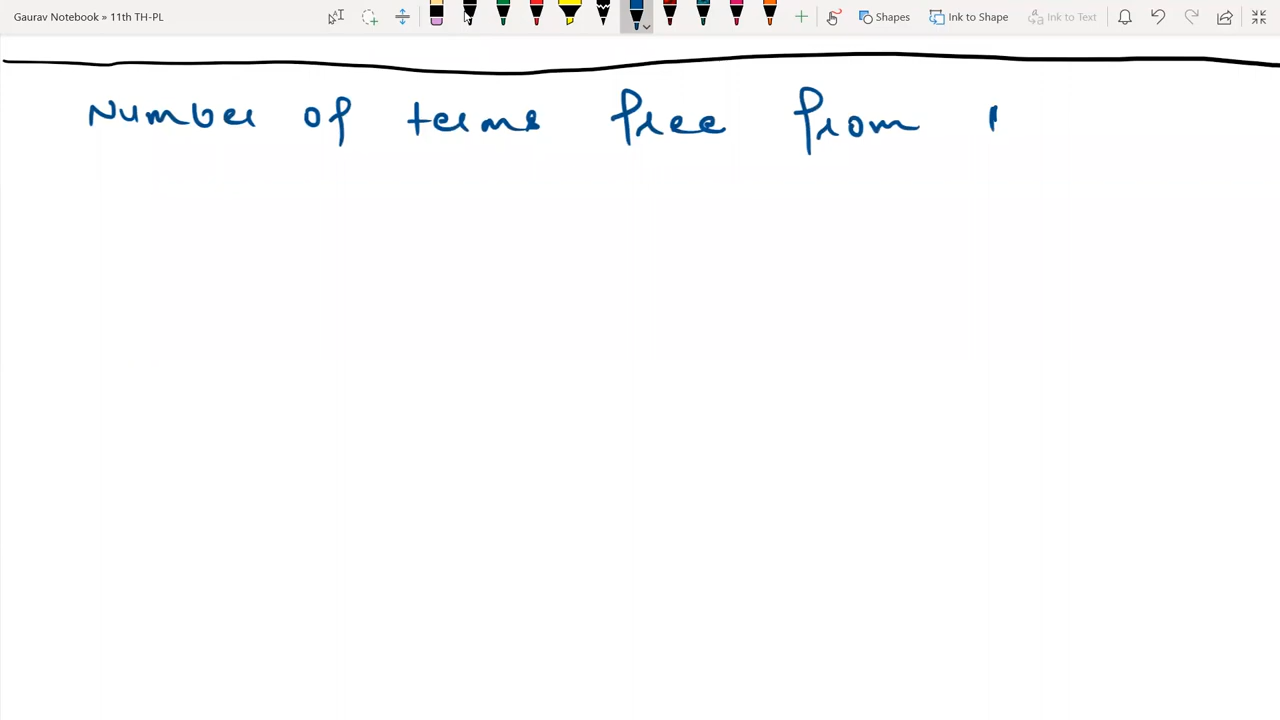 Gaurav Notebook » 11th TH-PL
Shapes
Ink to Shape
Ink to Text
Number of terms free from